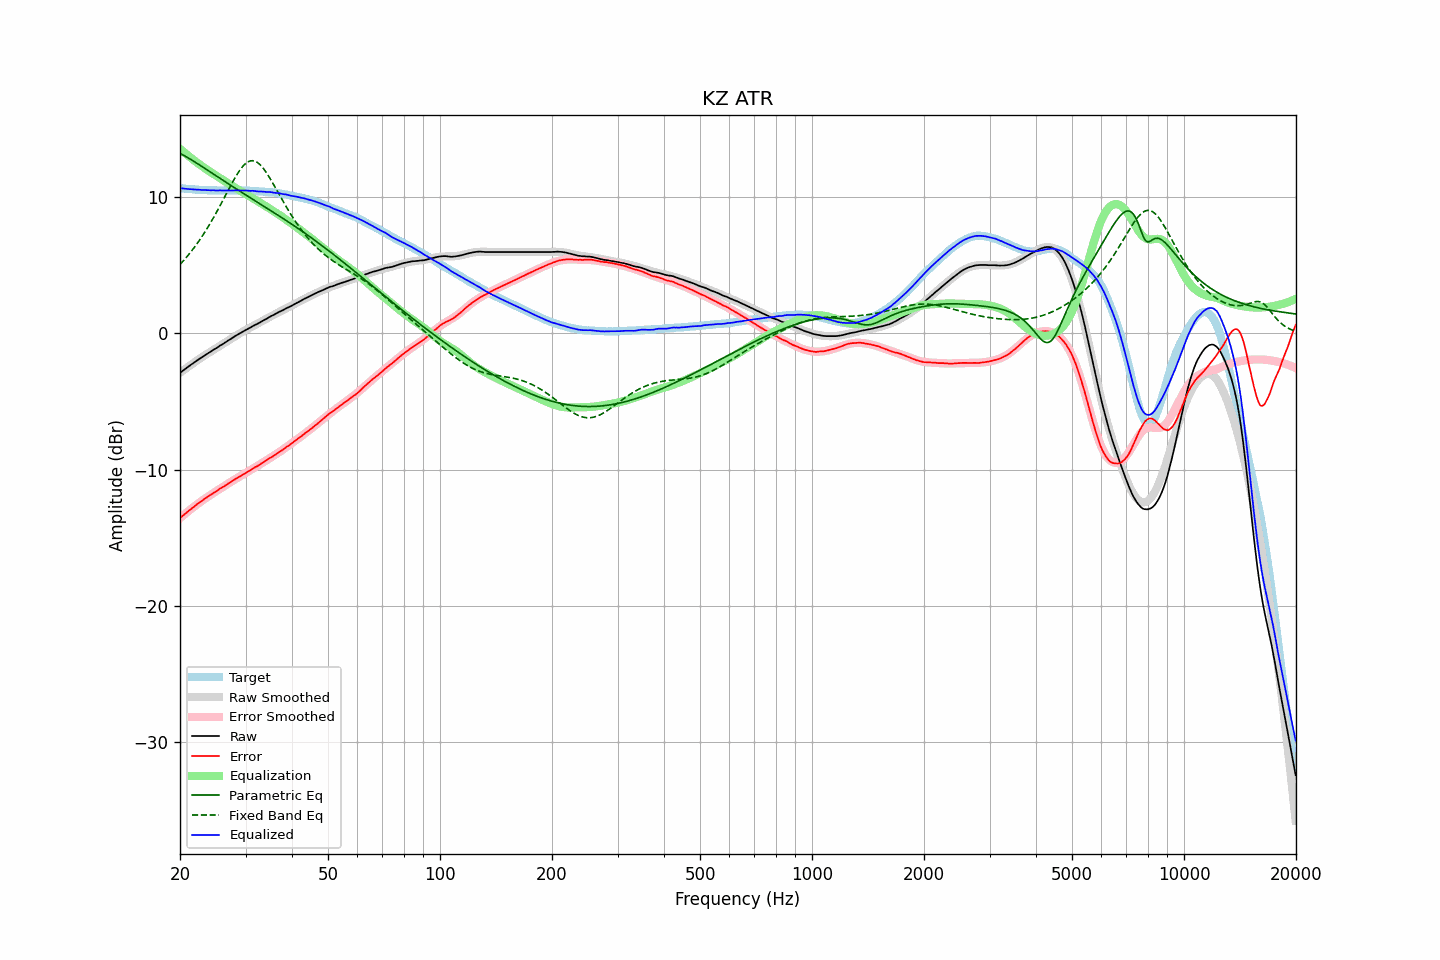 KZ ATR
10
0
−10
−20
−30
Amplitude (dBr)
20
50
100
200
500
1000
2000
5000
10000
20000
Frequency (Hz)
Target
Raw Smoothed
Error Smoothed
Raw
Error
Equalization
Parametric Eq
Fixed Band Eq
Equalized